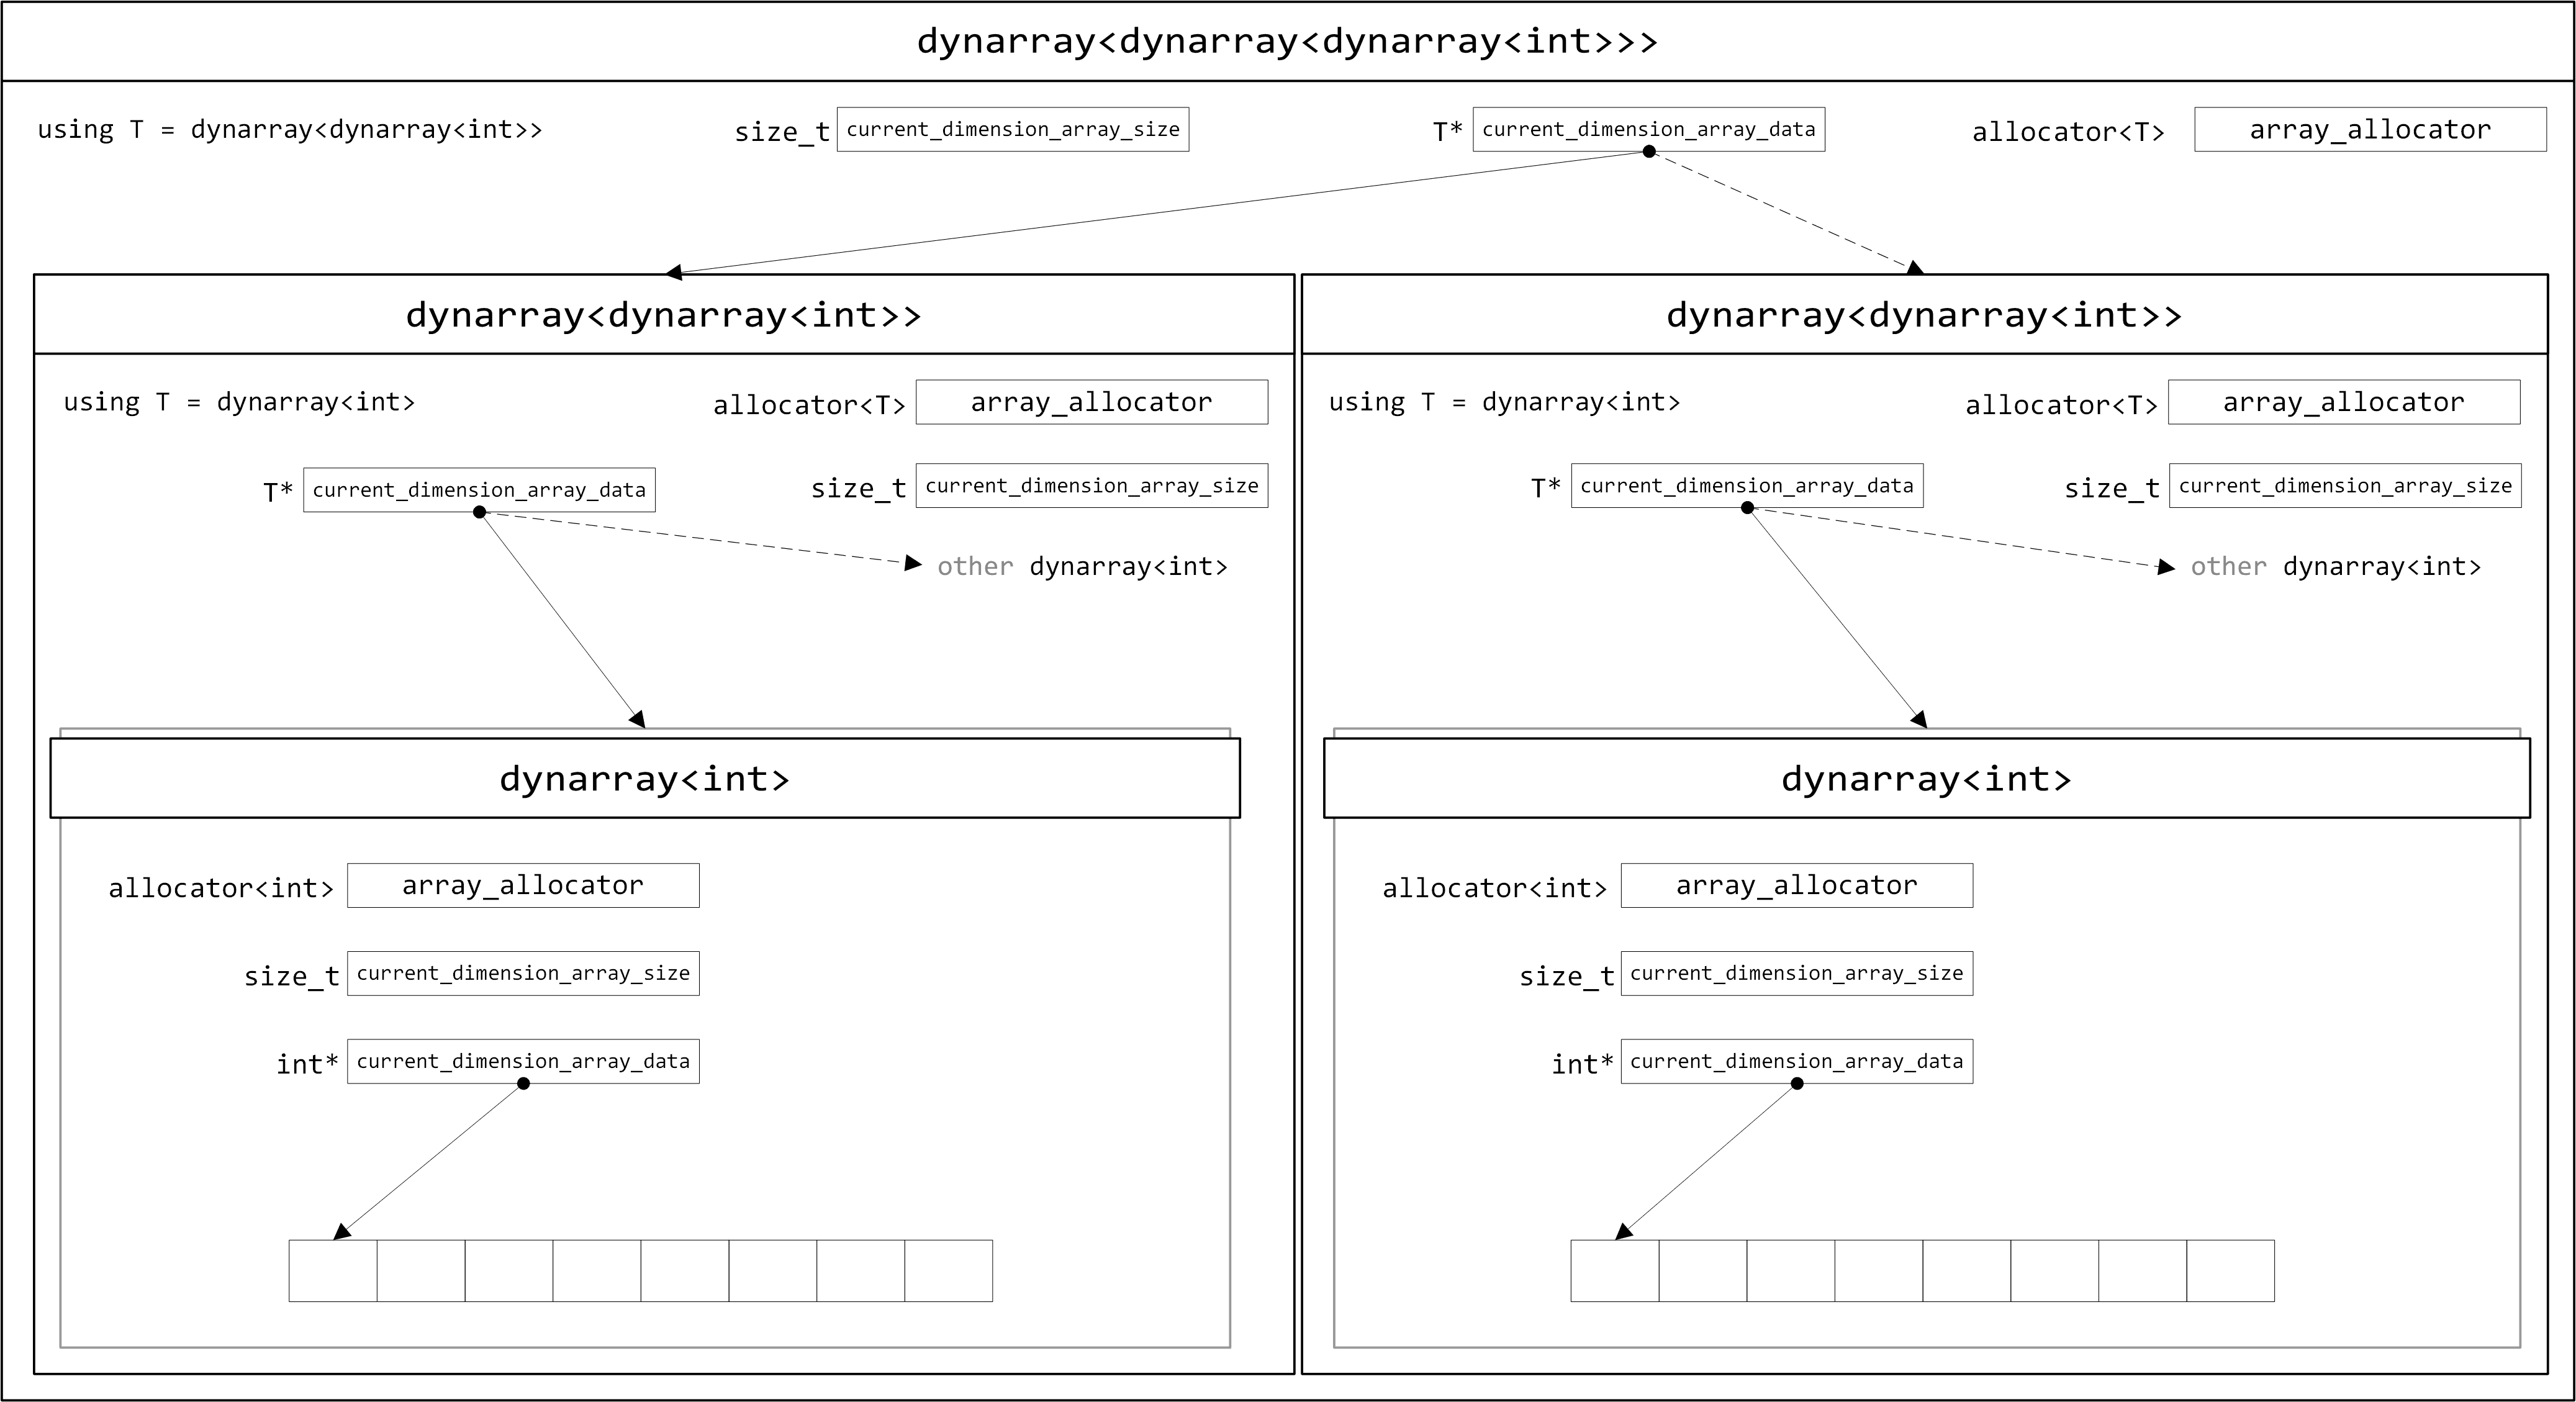 dynarray<dynarray<dynarray<int>>>
using T = dynarray<dynarray<int>>
size_t current_dimension_array_size
T* current_dimension_array_data
allocator<T> array_allocator
dynarray<dynarray<int>>
using T = dynarray<int>
allocator<T> array_allocator
T* current_dimension_array_data
size_t current_dimension_array_size
other dynarray<int>
dynarray<int>
allocator<int> array_allocator
size_t current_dimension_array_size
int* current_dimension_array_data
dynarray<dynarray<int>>
using T = dynarray<int>
allocator<T> array_allocator
T* current_dimension_array_data
size_t current_dimension_array_size
other dynarray<int>
dynarray<int>
allocator<int> array_allocator
size_t current_dimension_array_size
int* current_dimension_array_data